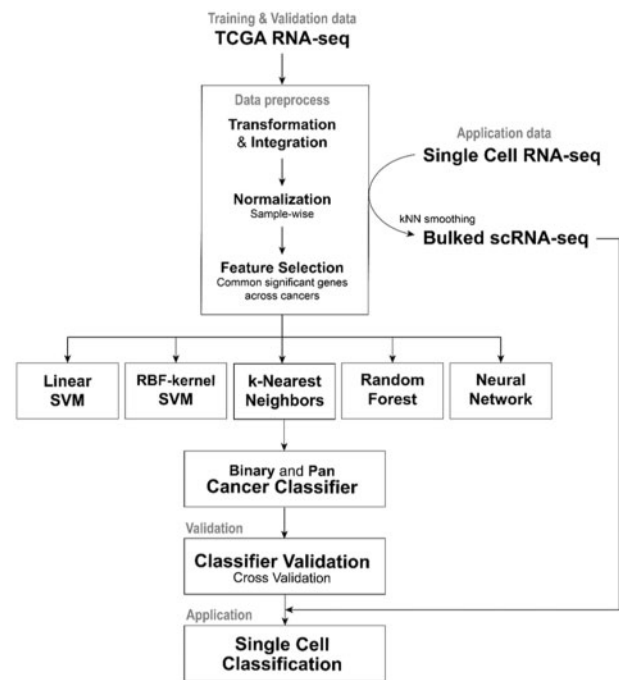 Training & Validation data
TCGA RNA-seq
Data preprocess
Transformation
& Integration
Normalization
Sample-wise
Feature Selection
Common significant genes
across cancers
Application data
Single Cell RNA-seq
kNN smoothing
Bulked scRNA-seq
Linear
SVM
RBF-kernel
SVM
k-Nearest
Neighbors
Random
Forest
Neural
Network
Binary and Pan
Cancer Classifier
Validation
Classifier Validation
Cross Validation
Application
Single Cell
Classification